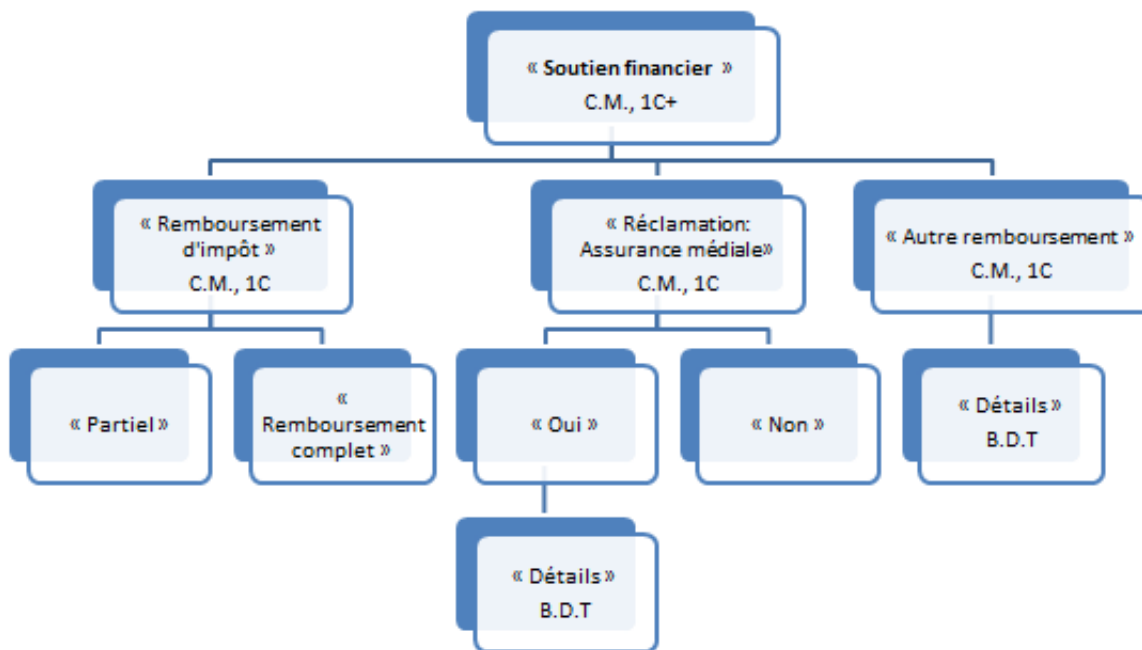 « Soutien financier »
C.M., 1C+
« Remboursement
d'impôt »
C.M., 1C
« Réclamation:
Assurance médiale»
C.M., 1C
« Autre remboursement »
C.M., 1C
« Partiel »
«
Remboursement
complet »
« Oui »
« Non »
« Détails »
B.D.T
« Détails »
B.D.T